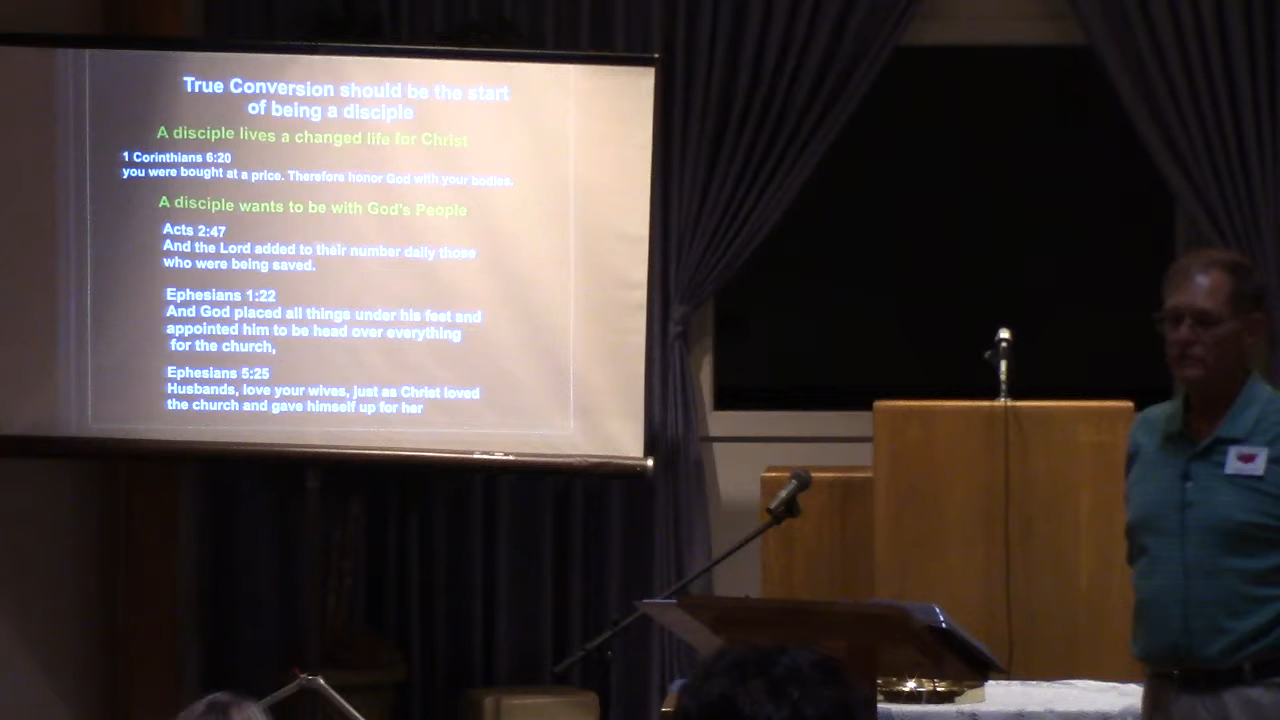 True Conversion should be the start
of being a disciple
A disciple lives a changed life for Christ
1 Corinthians 6:20
you were bought at a price. Therefore honor God with your bodies.
A disciple wants to be with God's People
Acts 2:47
And the Lord added to their number daily those
who were being saved.
Ephesians 1:22
And God placed all things under his feet and
appointed him to be head over everything
for the church,
Ephesians 5:25
Husbands, love your wives, just as Christ loved
the church and gave himself up for her